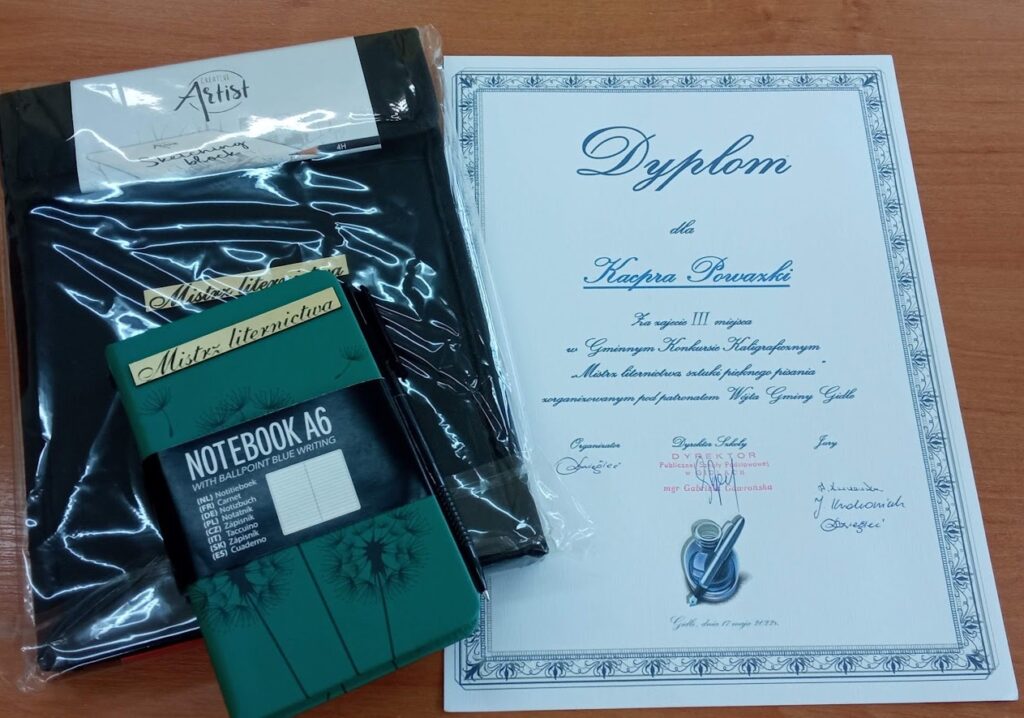 CREATIVE
Artist
Sketching
block
4H
Mistrz liternictwa
Mistrz liternictwa
NOTEBOOK A6
WITH BALLPOINT BLUE WRITING
(NL) Notitieboek
(FR) Carnet
(DE) Notizbuch
(PL) Notatnik
(CZ) Zápisník
(IT) Taccuino
(SK) Zápisník
(ES) Cuaderno
Dyplom
dla
Kacpra Powazki
Za zajęcie III miejsca
w Gminnym Konkursie Kaligraficznym
"Mistrz liternictwa, sztuki pięknego pisania"
zorganizowanym pod patronatem Wójta Gminy Gidle
Organizator Dyrektor Szkoły Jury
DYREKTOR
Publicznej Szkoły Podstawowej
mgr Gabriela Gawrońska
Gidle, dnia 17 maja 2022r.